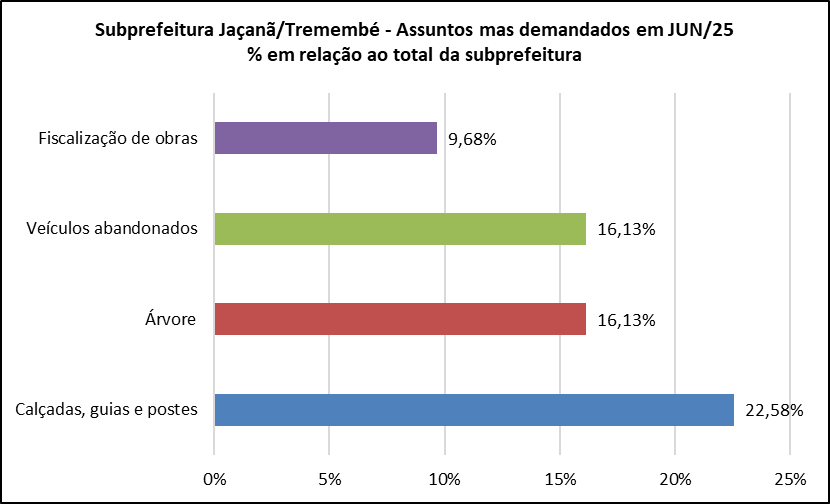 Subprefeitura Jaçanã/Tremembé - Assuntos mas demandados em JUN/25
% em relação ao total da subprefeitura
Fiscalização de obras
9,68%
Veículos abandonados
16,13%
Árvore
16,13%
Calçadas, guias e postes
22,58%
0%
5%
10%
15%
20%
25%